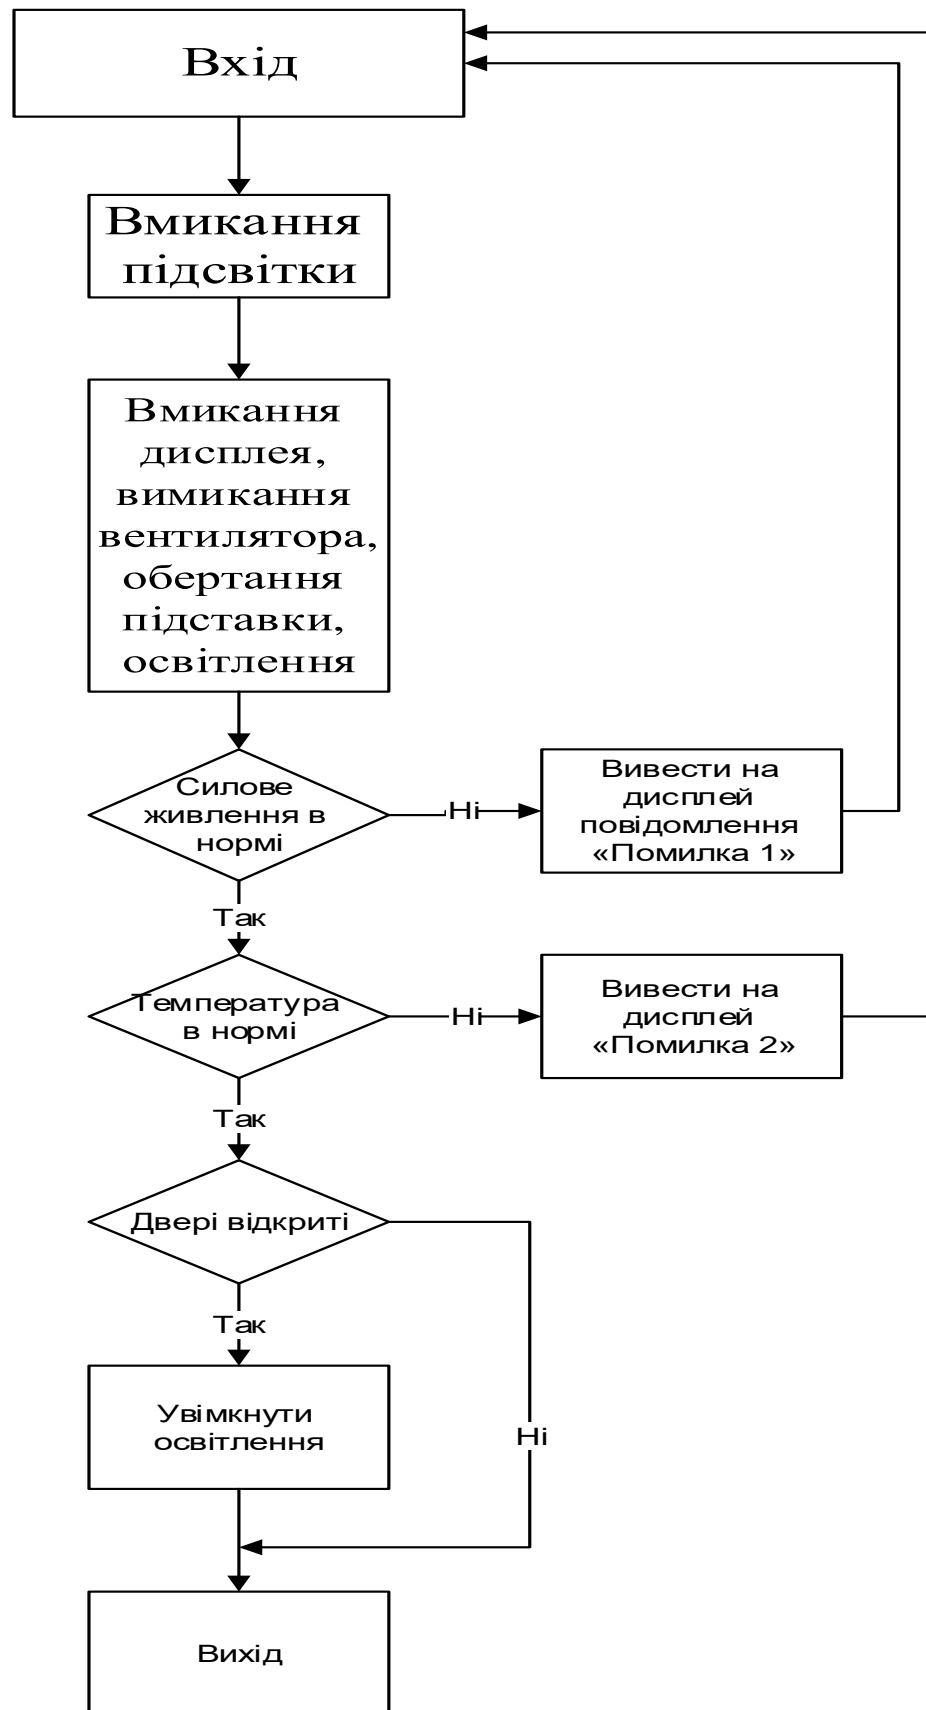 Вхід
Вмикання
підсвітки
Вмикання
дисплея,
вимикання
вентилятора,
обертання
підставки,
освітлення
Силове
живлення в
нормі
Ні
Вивести на
дисплей
повідомлення
«Помилка 1»
Так
Температура
в нормі
Ні
Вивести на
дисплей
«Помилка 2»
Так
Двері відкриті
Так
Увімкнути
освітлення
Ні
Вихід